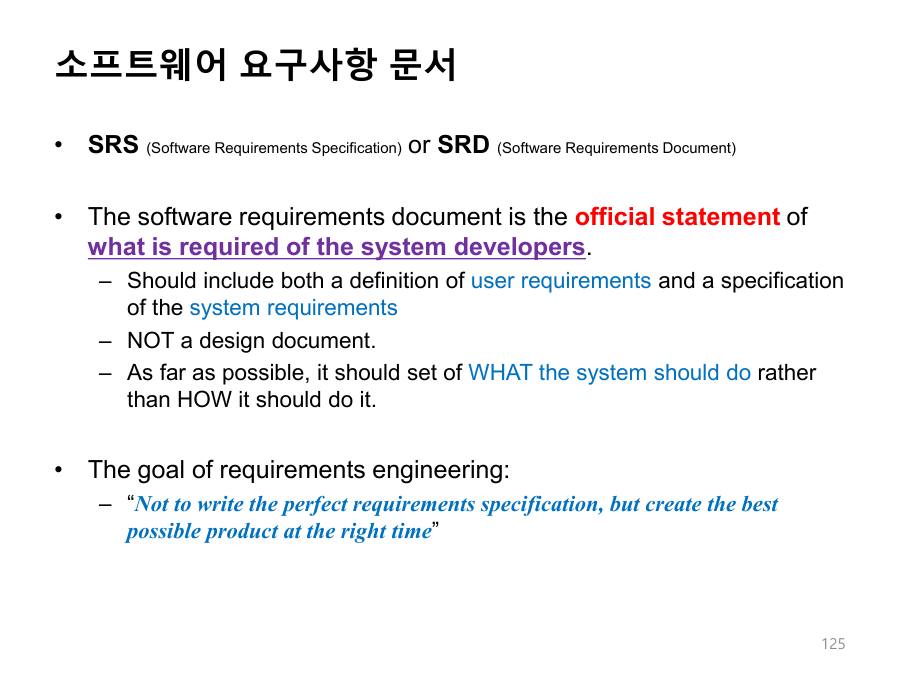 소프트웨어 요구사항 문서
• SRS (Software Requirements Specification) or SRD (Software Requirements Document)
• The software requirements document is the official statement of
what is required of the system developers.
– Should include both a definition of user requirements and a specification
of the system requirements
– NOT a design document.
– As far as possible, it should set of WHAT the system should do rather
than HOW it should do it.
• The goal of requirements engineering:
– “Not to write the perfect requirements specification, but create the best
possible product at the right time”
125